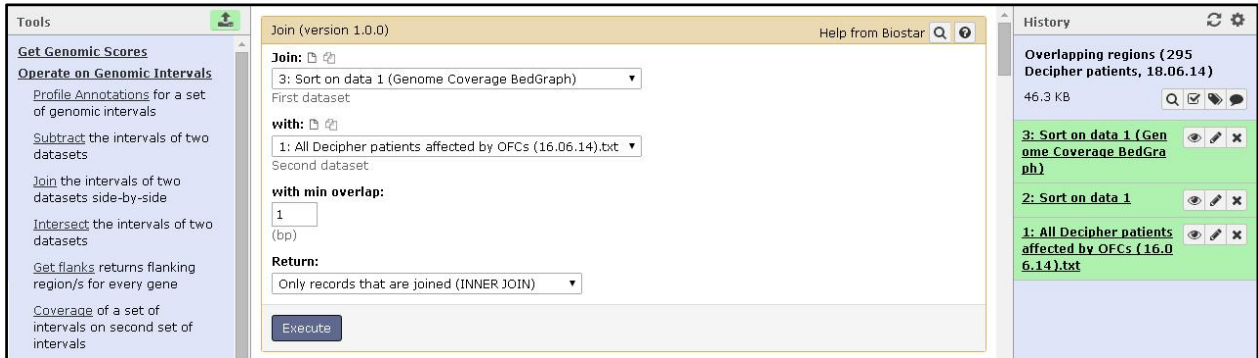 Tools
Get Genomic Scores
Operate on Genomic Intervals
Profile Annotations for a set
of genomic intervals
Subtract the intervals of two
datasets
Join the intervals of two
datasets side-by-side
Intersect the intervals of two
datasets
Get flanks returns flanking
region/s for every gene
Coverage of a set of
intervals on second set of
intervals
Join (version 1.0.0)
Help from Biostar
Join:
3: Sort on data 1 (Genome Coverage BedGraph)
First dataset
with:
1: All Decipher patients affected by OFCs (16.06.14).txt
Second dataset
with min overlap:
1
(bp)
Return:
Only records that are joined (INNER JOIN)
Execute
History
Overlapping regions (295
Decipher patients, 18.06.14)
46.3 KB
3: Sort on data 1 (Gen
ome Coverage BedGra
ph)
2: Sort on data 1
1: All Decipher patients
affected by OFCs (16.0
6.14).txt